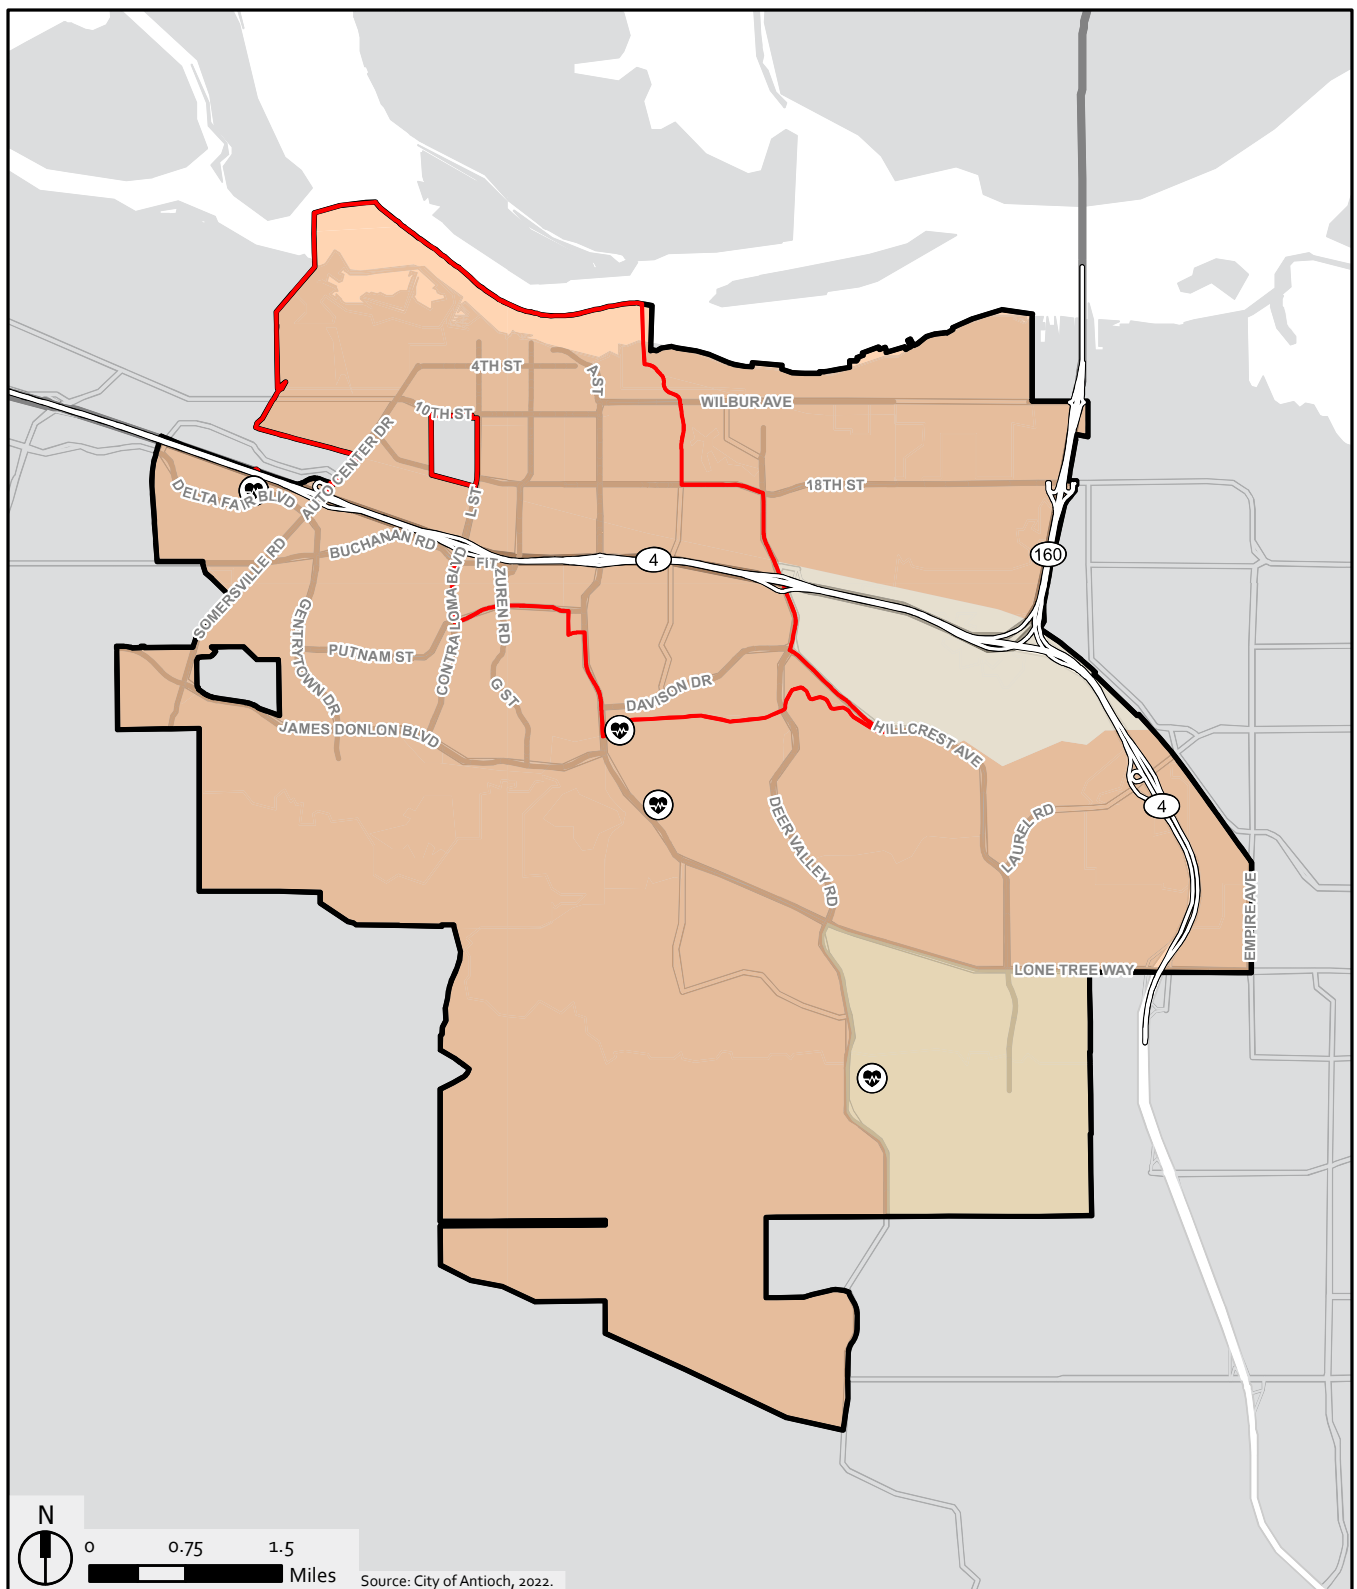 4TH ST
A ST
WILBUR AVE
10TH ST
AUTO CENTER DR
18TH ST
DELTA FAIR BLVD
L ST
BUCHANAN RD
FITZUREN RD
4
160
SOMERSVILLE RD
CONTRA LOMA BLVD
GENTRYTOWN DR
PUTNAM ST
G ST
DAVISON DR
JAMES DONLON BLVD
HILLCREST AVE
DEER VALLEY RD
LAUREL RD
4
EMPIRE AVE
LONE TREE WAY
N
0 0.75 1.5
Miles
Source: City of Antioch, 2022.